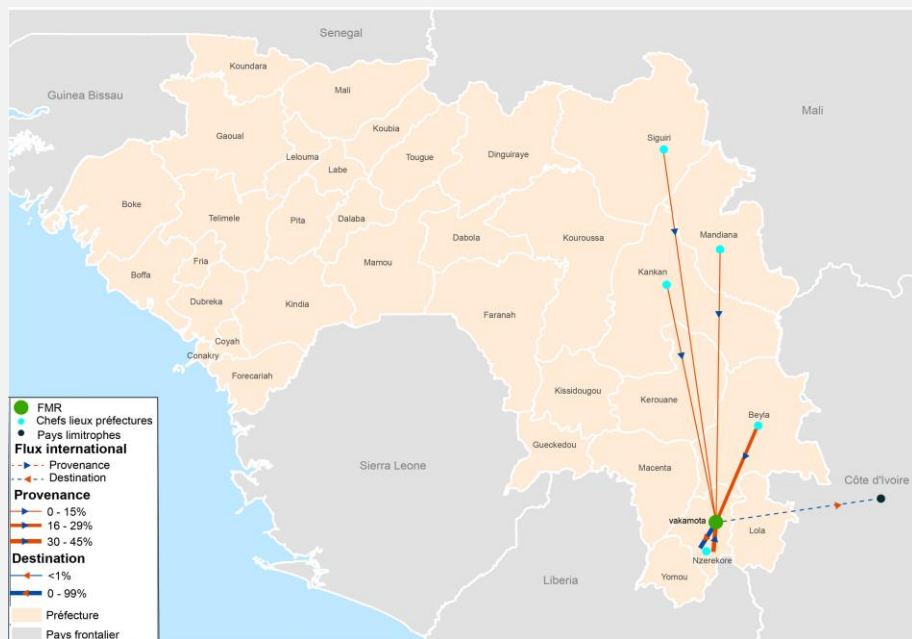 Senegal
Koundara
Guinea Bissau
Mali
Mali
Koubia
Gaoual
Siguiri
Lelouma
Tougue
Dinguiraye
Labe
Boke
Telimele
Pita
Dalaba
Mandiana
Dabola
Kouroussa
Fria
Mamou
Kankan
Boffa
Dubreka
Kindia
Faranah
Coyah
Conakry
Forecariah
Kissidougou
Kerouane
Beyla
Gueckedou
Sierra Leone
Macenta
Côte d'Ivoire
vakamota
Lola
Nzerekore
Yomou
Liberia
FMR
Chefs lieux préfectures
Pays limitrophes
Flux international
Provenance
Destination
Provenance
0 - 15%
16 - 29%
30 - 45%
Destination
<1%
0 - 99%
Préfecture
Pays frontalier